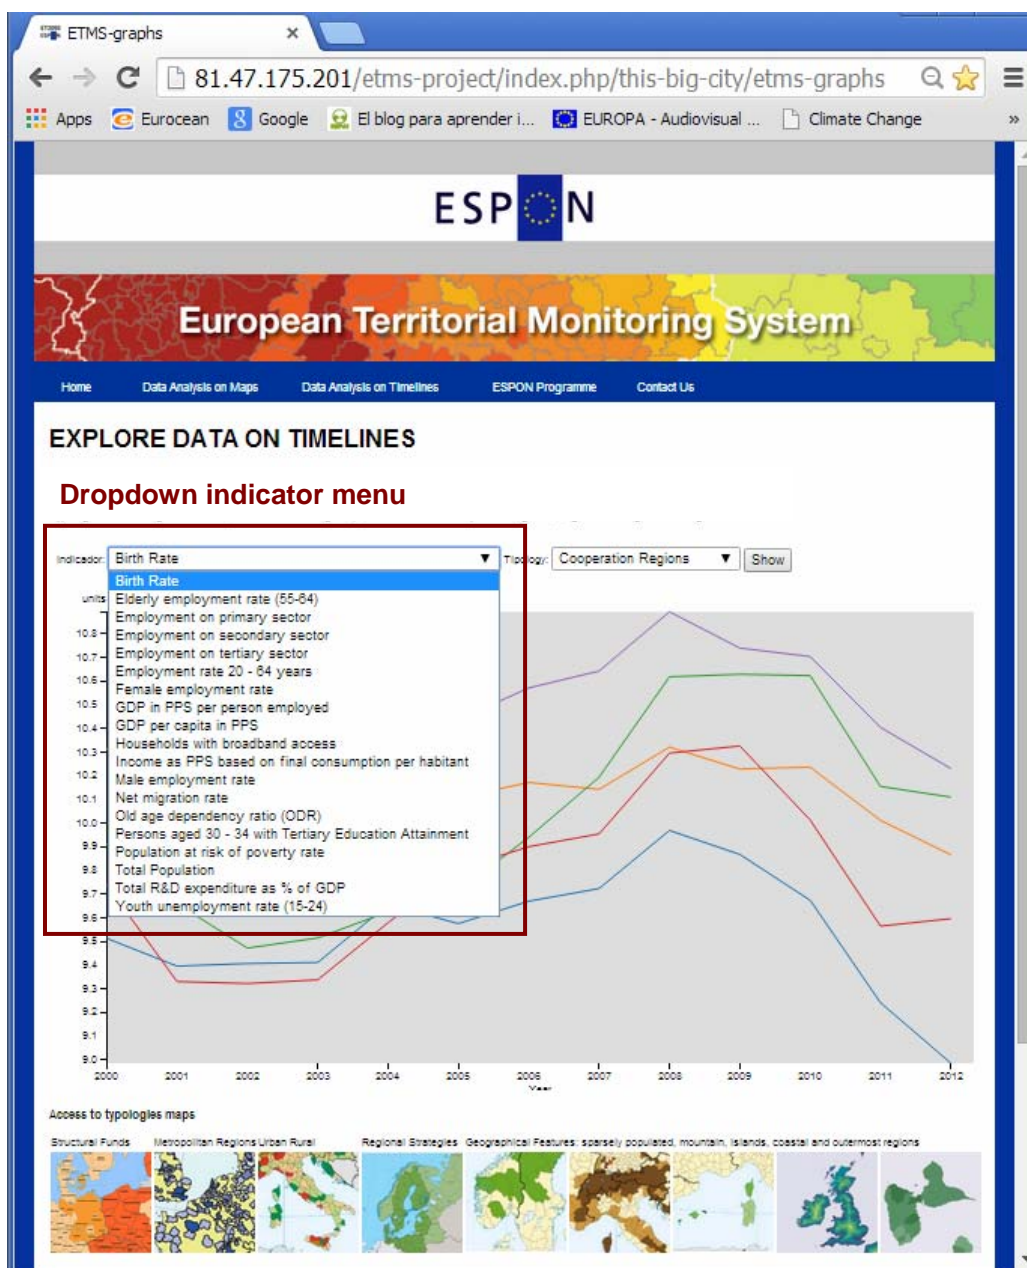 ETMS-graphs
81.47.175.201/etms-project/index.php/this-big-city/etms-graphs
Apps Eurocean Google El blog para aprender i... EUROPA - Audiovisual ... Climate Change »
ESPON
European Territorial Monitoring System
Home Data Analysis on Maps Data Analysis on Timelines ESPON Programme Contact Us
EXPLORE DATA ON TIMELINES
Dropdown indicator menu
Indicador: Birth Rate Tipology: Cooperation Regions Show
Birth Rate
units
Elderly employment rate (55-64)
Employment on primary sector
Employment on secondary sector
Employment on tertiary sector
Employment rate 20 - 64 years
Female employment rate
GDP in PPS per person employed
GDP per capita in PPS
Households with broadband access
Income as PPS based on final consumption per habitant
Male employment rate
Net migration rate
Old age dependency ratio (ODR)
Persons aged 30 - 34 with Tertiary Education Attainment
Population at risk of poverty rate
Total Population
Total R&D expenditure as % of GDP
Youth unemployment rate (15-24)
10.8
10.7
10.6
10.5
10.4
10.3
10.2
10.1
10.0
9.9
9.8
9.7
9.6
9.5
9.4
9.3
9.2
9.1
9.0
2000 2001 2002 2003 2004 2005 2006 2007 2008 2009 2010 2011 2012
Year
Access to typologies maps
Structural Funds Metropolitan Regions Urban Rural Regional Strategies Geographical Features: sparsely populated, mountain, islands, coastal and outermost regions